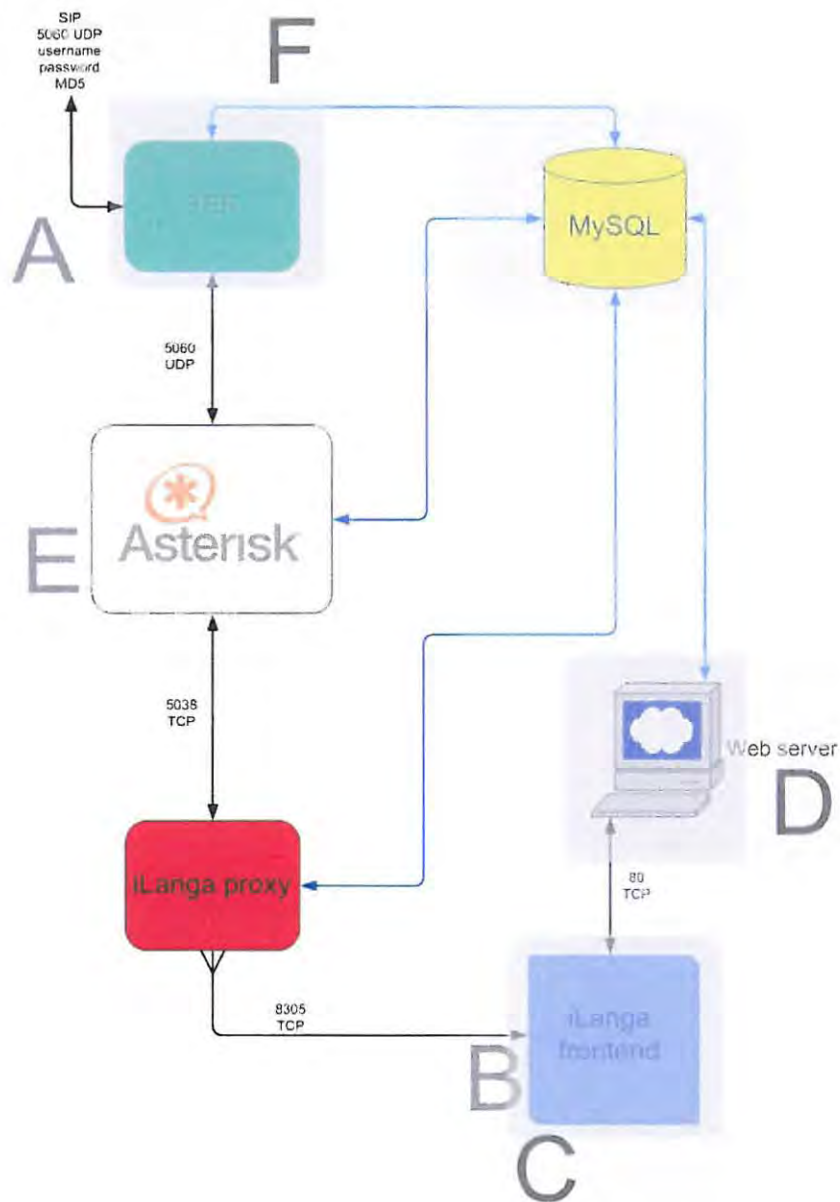 SIP
5060 UDP
username
password
MD5
F
A
MySQL
5060
UDP
Asterisk
E
5038
TCP
Web server
D
iLanga proxy
80
TCP
8305
TCP
iLanga
frontend
B
C